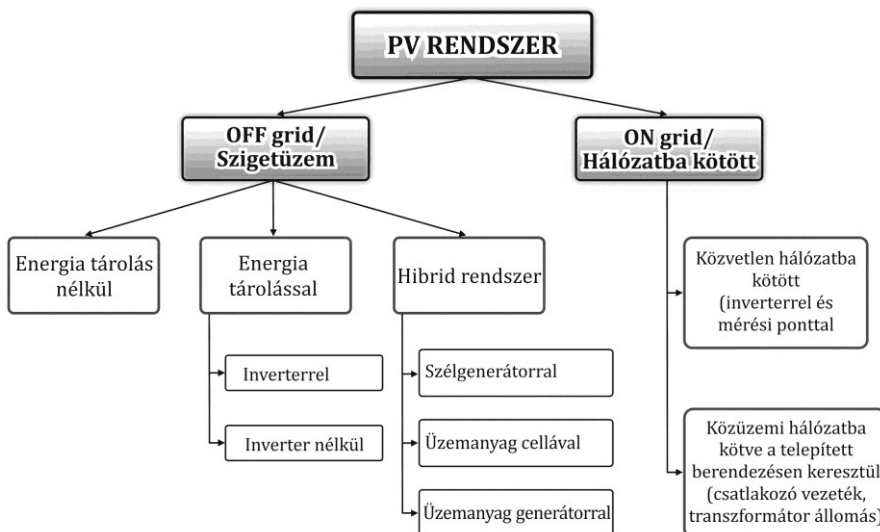 PV RENDSZER
OFF grid/
Szigetüzem
ON grid/
Hálózatba kötött
Energia tárolás
nélkül
Energia
tárolással
Hibrid rendszer
Inverterrel
Inverter nélkül
Szélgenerátorral
Üzemanyag cellával
Üzemanyag generátorral
Közvetlen hálózatba
kötött
(inverterrel és
mérési ponttal
Közüzemi hálózatba
kötve a telepített
berendezésen keresztül
(csatlakozó vezeték,
transzformátor állomás)